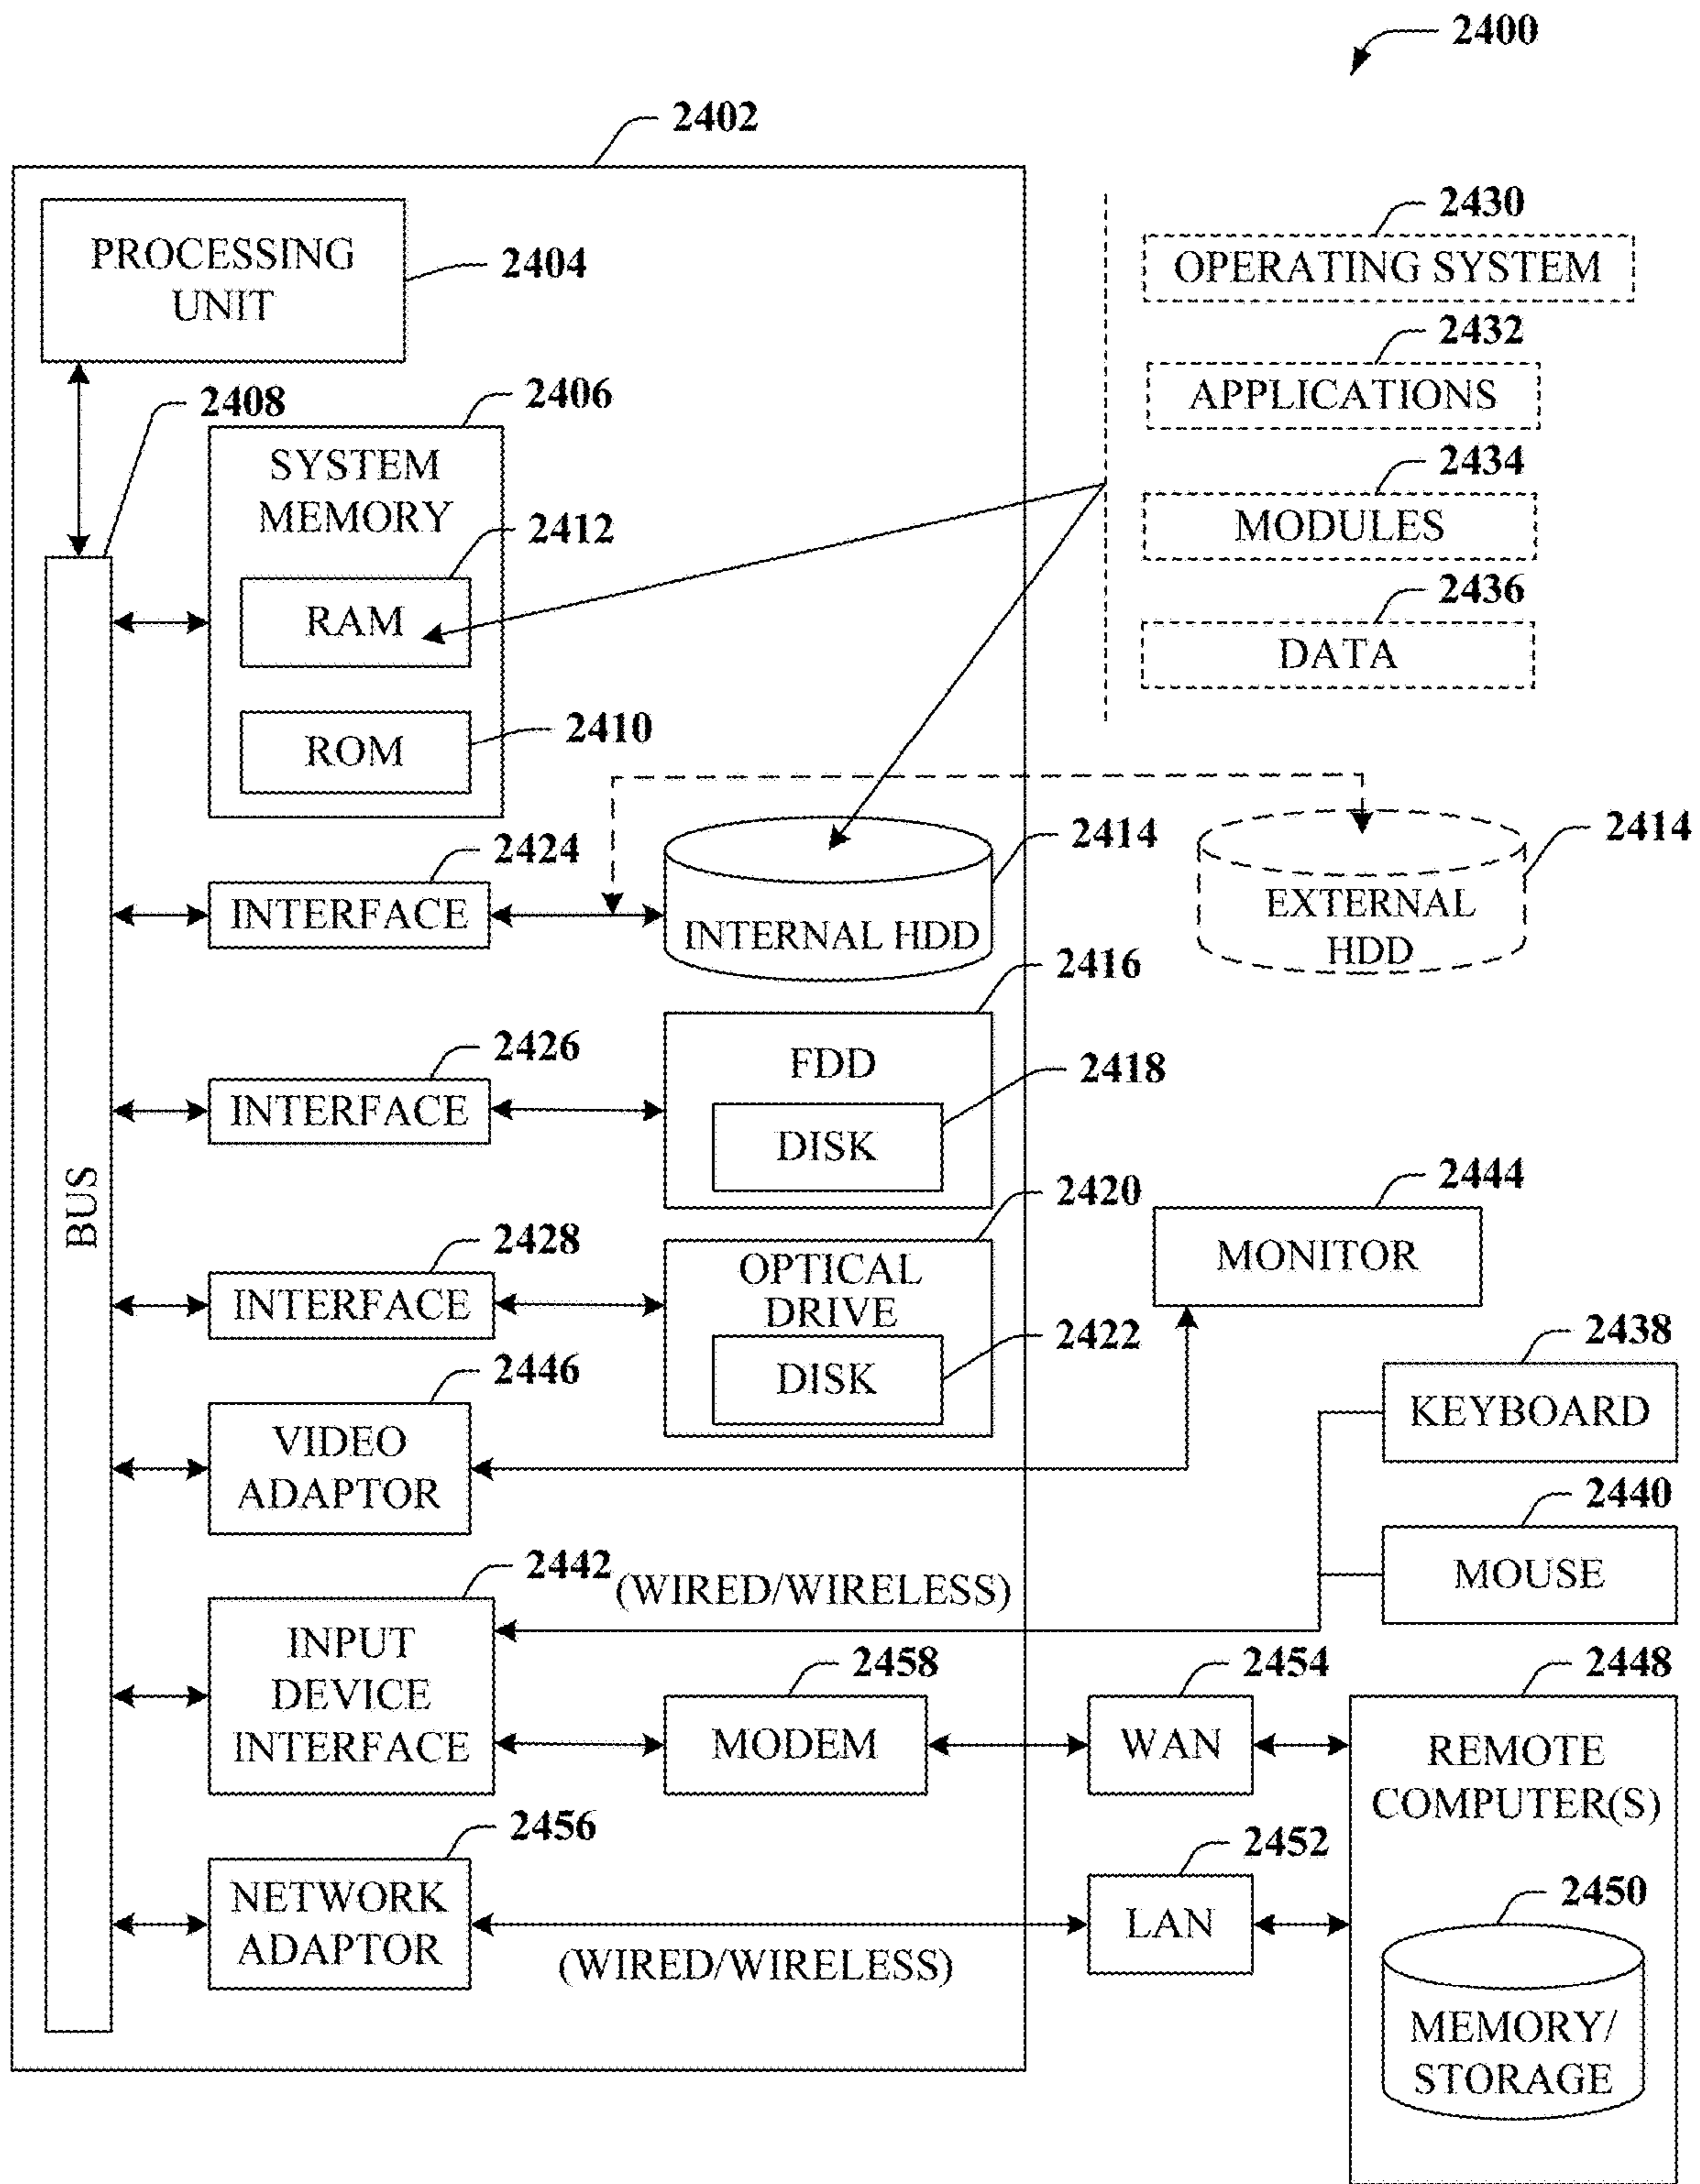 2400
2402
PROCESSING
UNIT
2404
2430
OPERATING SYSTEM
2432
APPLICATIONS
2434
MODULES
2436
DATA
2408
2406
SYSTEM
MEMORY
2412
RAM
2410
ROM
2424
INTERFACE
2414
INTERNAL HDD
2414
EXTERNAL
HDD
2416
2426
INTERFACE
FDD
2418
DISK
BUS
2420
2428
INTERFACE
OPTICAL
DRIVE
2422
DISK
2444
MONITOR
2438
KEYBOARD
2446
VIDEO
ADAPTOR
2440
MOUSE
2442
(WIRED/WIRELESS)
INPUT
DEVICE
INTERFACE
2458
MODEM
2454
WAN
2448
REMOTE
COMPUTER(S)
2456
NETWORK
ADAPTOR
(WIRED/WIRELESS)
2452
LAN
2450
MEMORY/
STORAGE